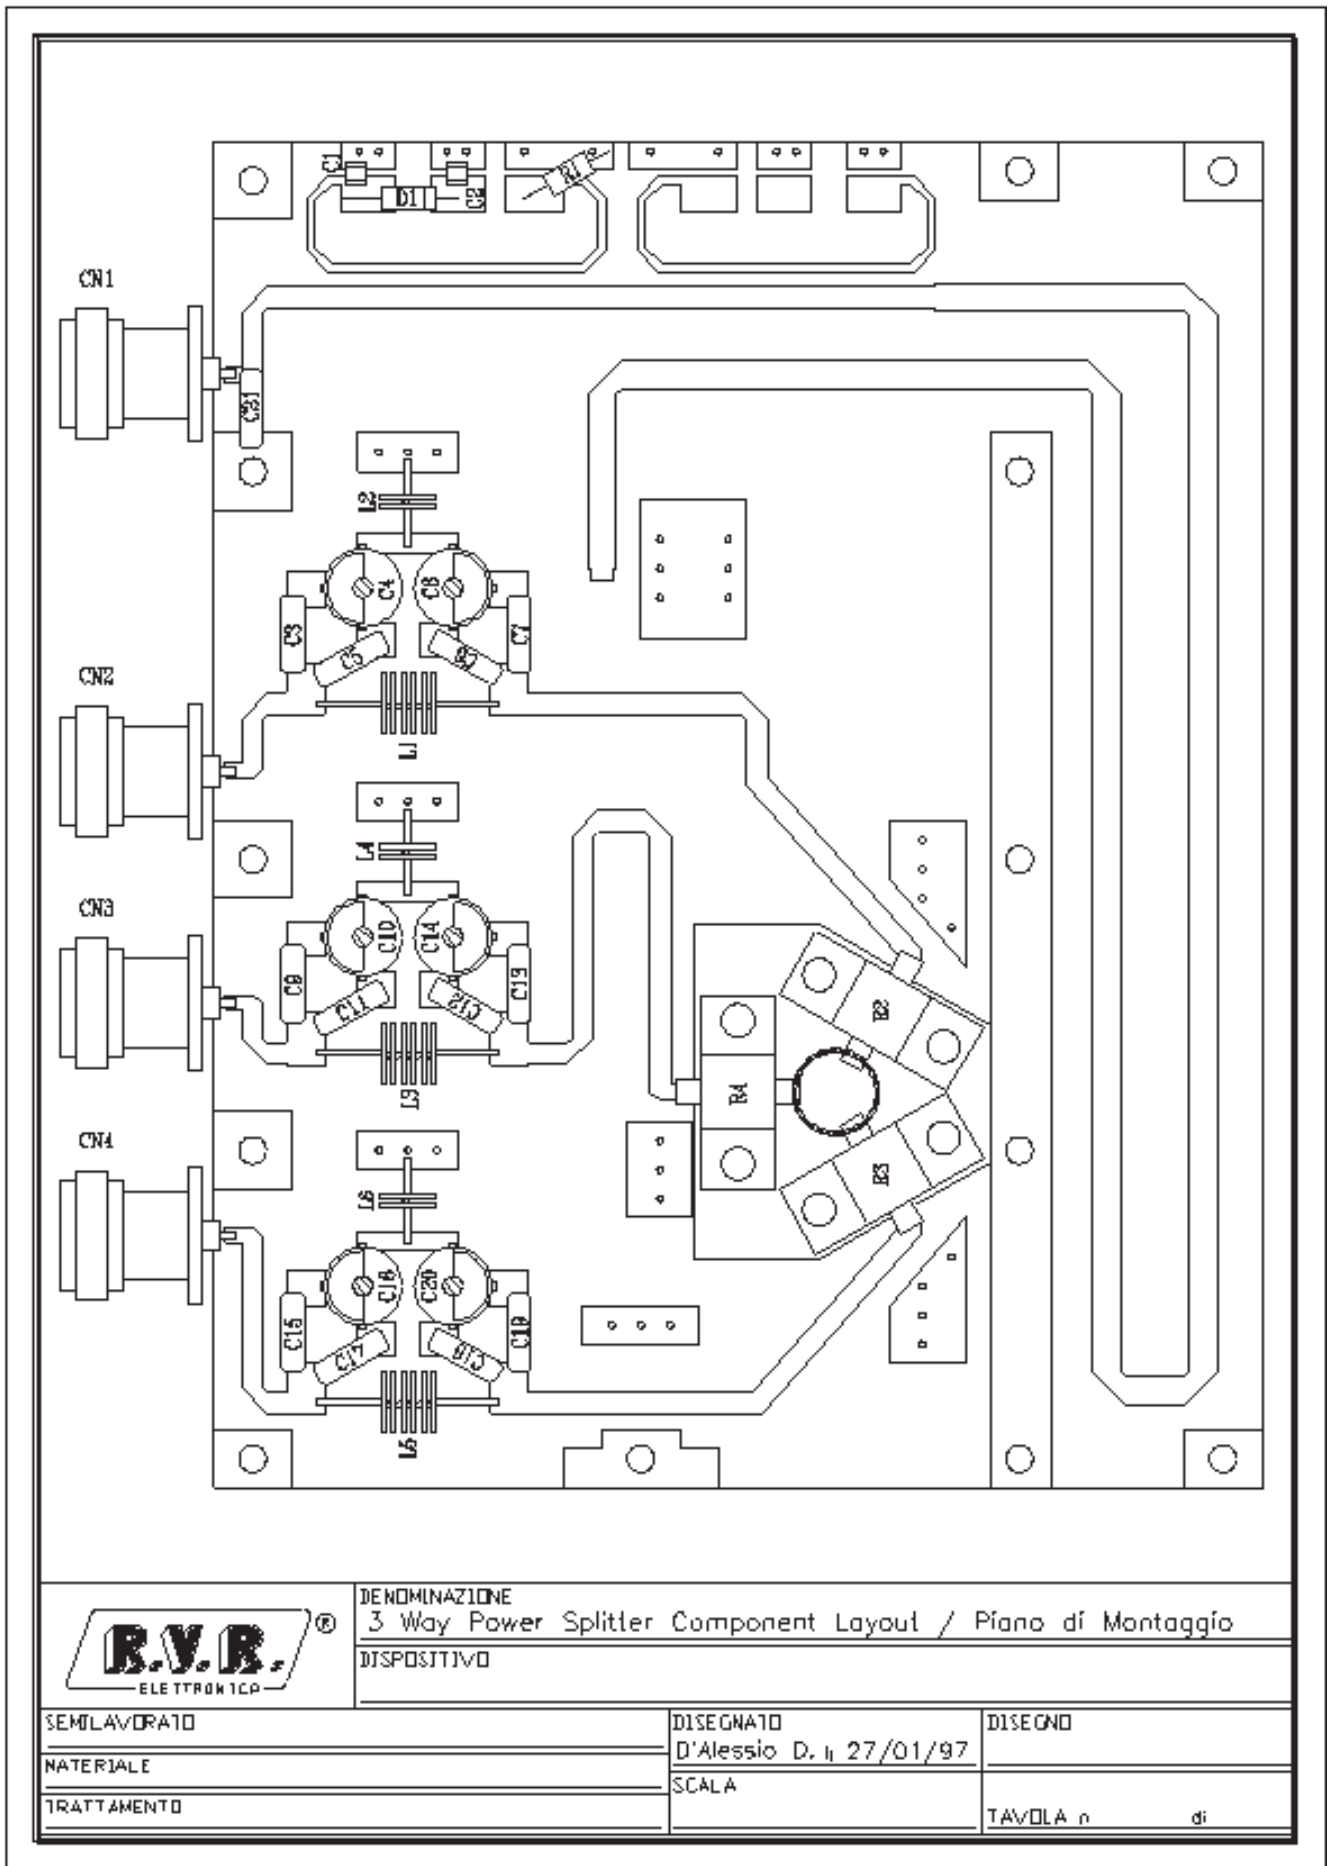 C1
C2
D1
R1
CN1
C21
L2
C4
C6
C3
C7
C5
L1
CN2
L4
C10
C14
C9
C13
C11
C12
L3
CN3
R2
R4
R3
CN4
L6
C16
C20
C15
C19
C17
C18
L5
R.V.R. ®
ELETTRONICA
DENOMINAZIONE
3 Way Power Splitter Component Layout / Piano di Montaggio
DISPOSITIVO
SEMILAVORATO
MATERIALE
TRATTAMENTO
DISEGNATO
D'Alessio D. li 27/01/97
SCALA
DISEGNO
TAVOLA n di